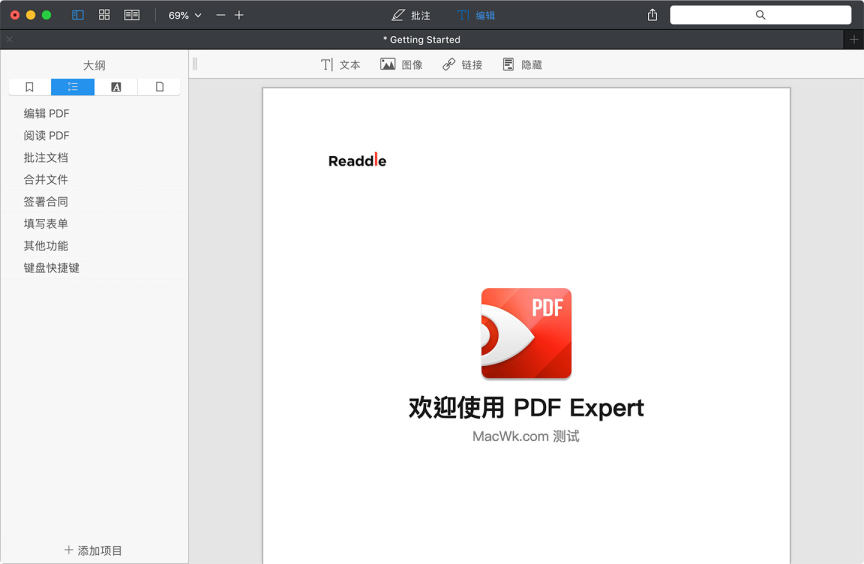 69%
批注
编辑
* Getting Started
大纲
文本
图像
链接
隐藏
编辑 PDF
阅读 PDF
批注文档
合并文件
签署合同
填写表单
其他功能
键盘快捷键
Readdle
PDF
欢迎使用 PDF Expert
MacWk.com 测试
+ 添加项目